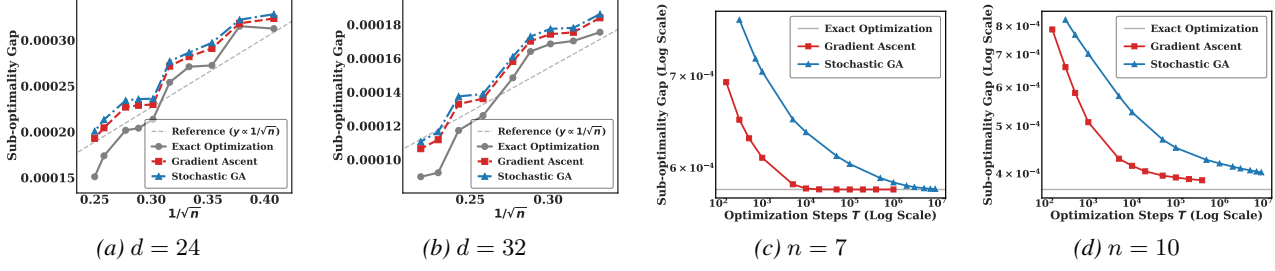 Sub-optimality Gap
0.00030
0.00025
0.00020
0.00015
Reference (y ∝ 1/√n)
Exact Optimization
Gradient Ascent
Stochastic GA
0.25 0.30 0.35 0.40
1/√n
(a) d = 24
Sub-optimality Gap
0.00018
0.00016
0.00014
0.00012
0.00010
Reference (y ∝ 1/√n)
Exact Optimization
Gradient Ascent
Stochastic GA
0.25 0.30
1/√n
(b) d = 32
Sub-optimality Gap (Log Scale)
7 × 10⁻⁴
6 × 10⁻⁴
Exact Optimization
Gradient Ascent
Stochastic GA
10² 10³ 10⁴ 10⁵ 10⁶ 10⁷
Optimization Steps T (Log Scale)
(c) n = 7
Sub-optimality Gap (Log Scale)
8 × 10⁻⁴
6 × 10⁻⁴
5 × 10⁻⁴
4 × 10⁻⁴
Exact Optimization
Gradient Ascent
Stochastic GA
10² 10³ 10⁴ 10⁵ 10⁶ 10⁷
Optimization Steps T (Log Scale)
(d) n = 10